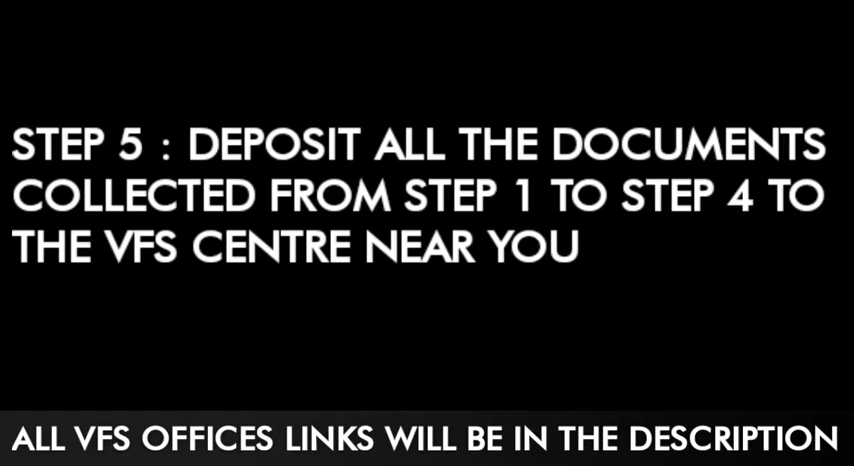 STEP 5 : DEPOSIT ALL THE DOCUMENTS
COLLECTED FROM STEP 1 TO STEP 4 TO
THE VFS CENTRE NEAR YOU
ALL VFS OFFICES LINKS WILL BE IN THE DESCRIPTION